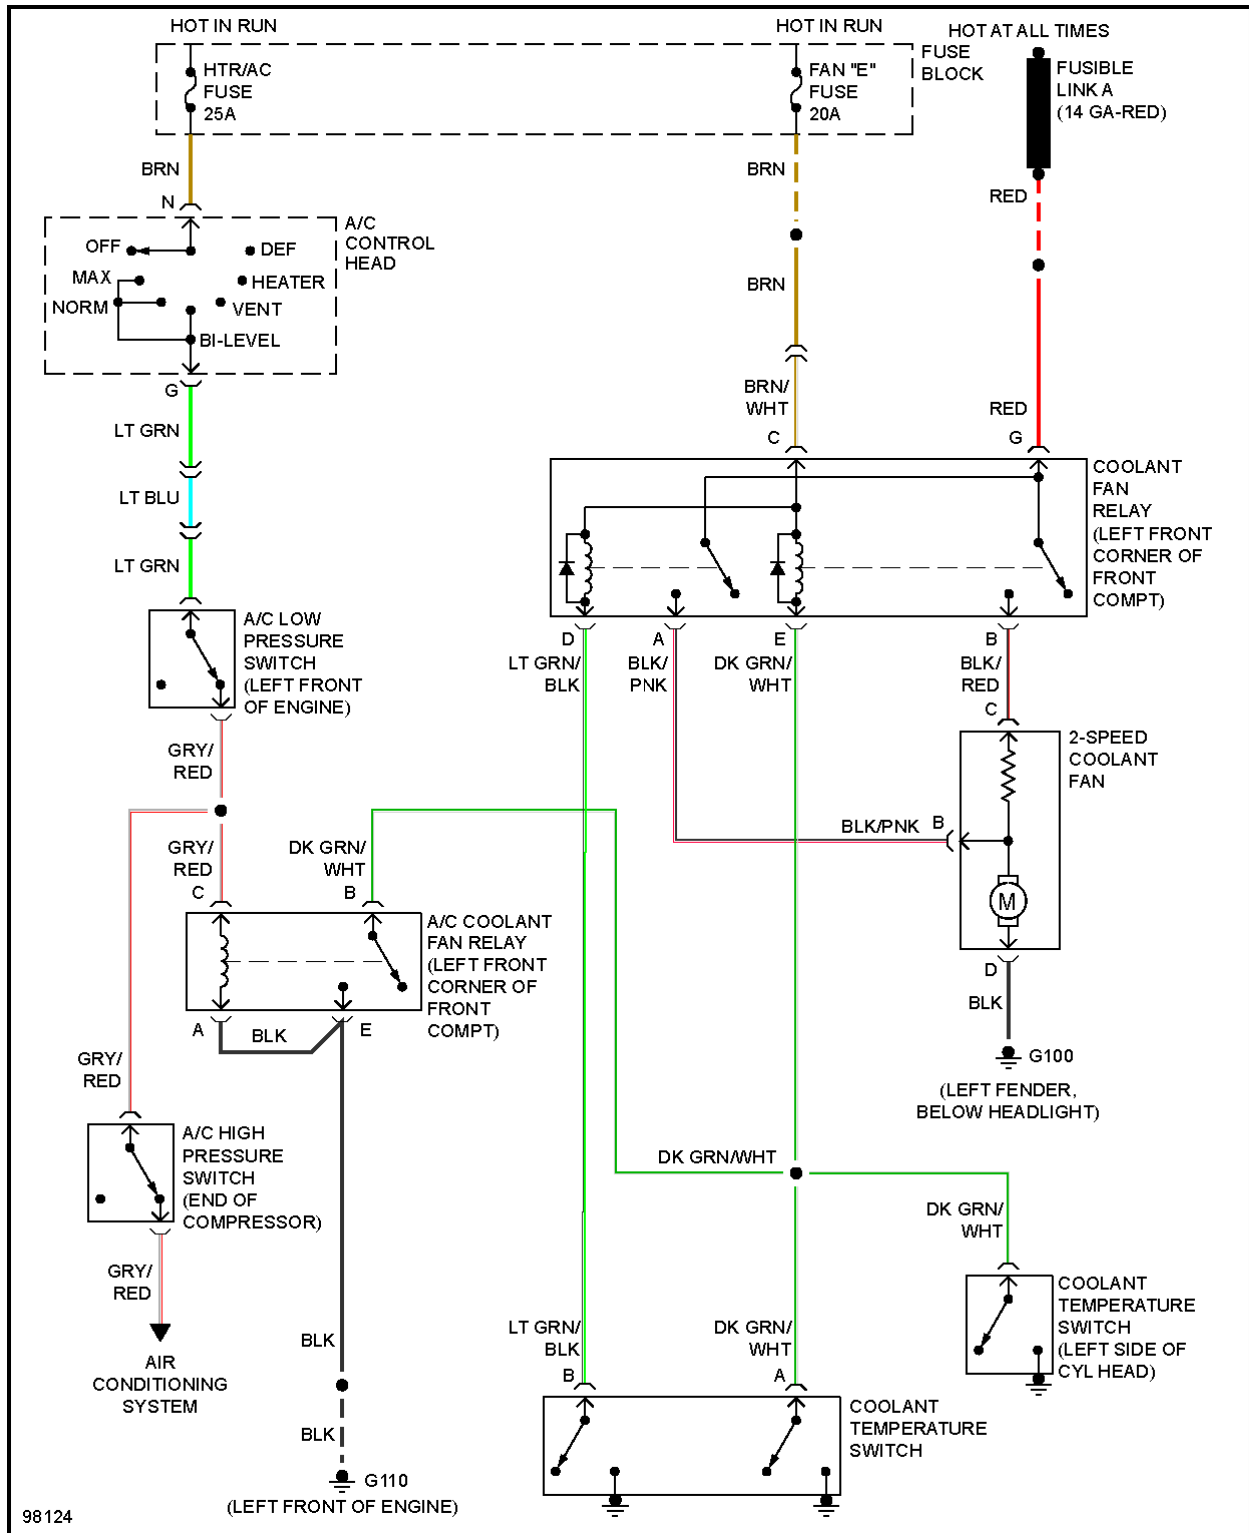 HOT IN RUN
HOT IN RUN
HOT AT ALL TIMES
HTR/AC
FUSE
25A
FAN "E"
FUSE
20A
FUSE
BLOCK
FUSIBLE
LINK A
(14 GA-RED)
BRN
BRN
RED
N
A/C
CONTROL
HEAD
OFF
DEF
MAX
HEATER
NORM
VENT
BI-LEVEL
BRN
G
BRN/
WHT
RED
LT GRN
C
G
LT BLU
LT GRN
COOLANT
FAN
RELAY
(LEFT FRONT
CORNER OF
FRONT
COMPT)
A/C LOW
PRESSURE
SWITCH
(LEFT FRONT
OF ENGINE)
D
A
E
B
LT GRN/
BLK
BLK/
PNK
DK GRN/
WHT
BLK/
RED
C
GRY/
RED
2-SPEED
COOLANT
FAN
BLK/PNK
B
GRY/
RED
DK GRN/
WHT
C
B
M
A/C COOLANT
FAN RELAY
(LEFT FRONT
CORNER OF
FRONT
COMPT)
D
BLK
A
BLK
E
G100
(LEFT FENDER,
BELOW HEADLIGHT)
GRY/
RED
A/C HIGH
PRESSURE
SWITCH
(END OF
COMPRESSOR)
DK GRN/WHT
DK GRN/
WHT
GRY/
RED
COOLANT
TEMPERATURE
SWITCH
(LEFT SIDE OF
CYL HEAD)
LT GRN/
BLK
DK GRN/
WHT
BLK
AIR
CONDITIONING
SYSTEM
B
A
COOLANT
TEMPERATURE
SWITCH
BLK
G110
(LEFT FRONT OF ENGINE)
98124